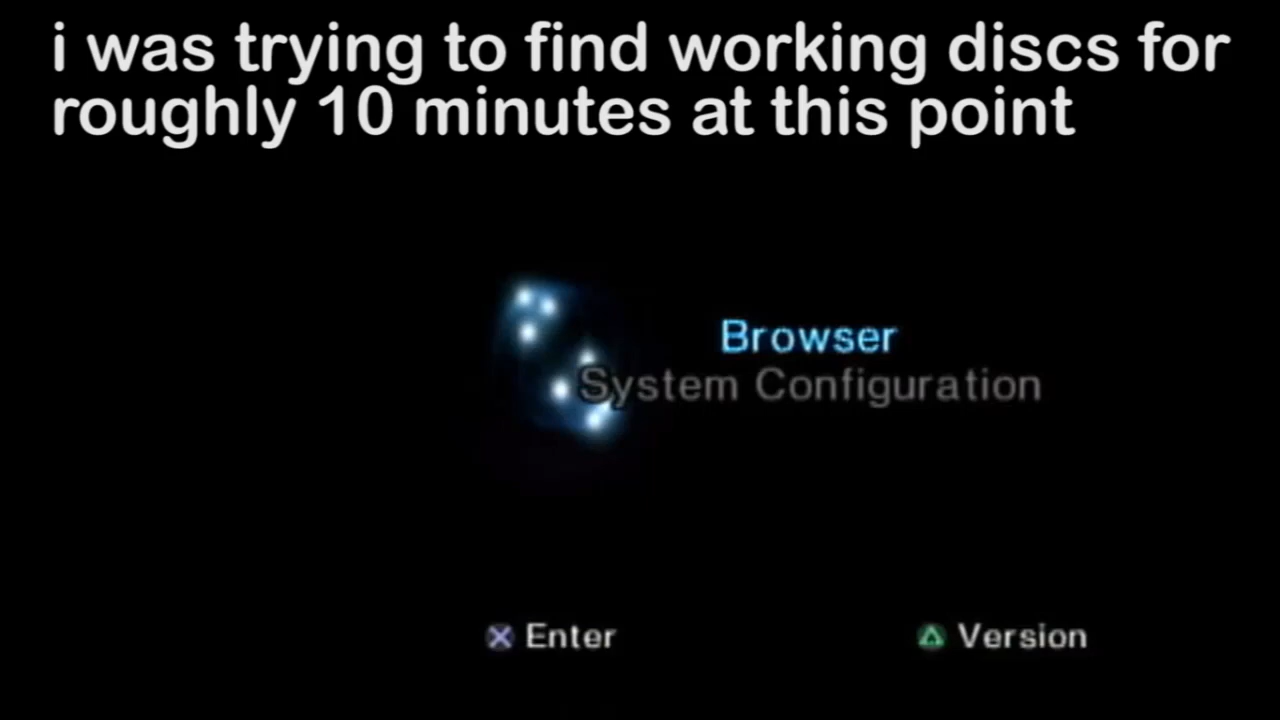 i was trying to find working discs for
roughly 10 minutes at this point
Browser
System Configuration
Enter
Version